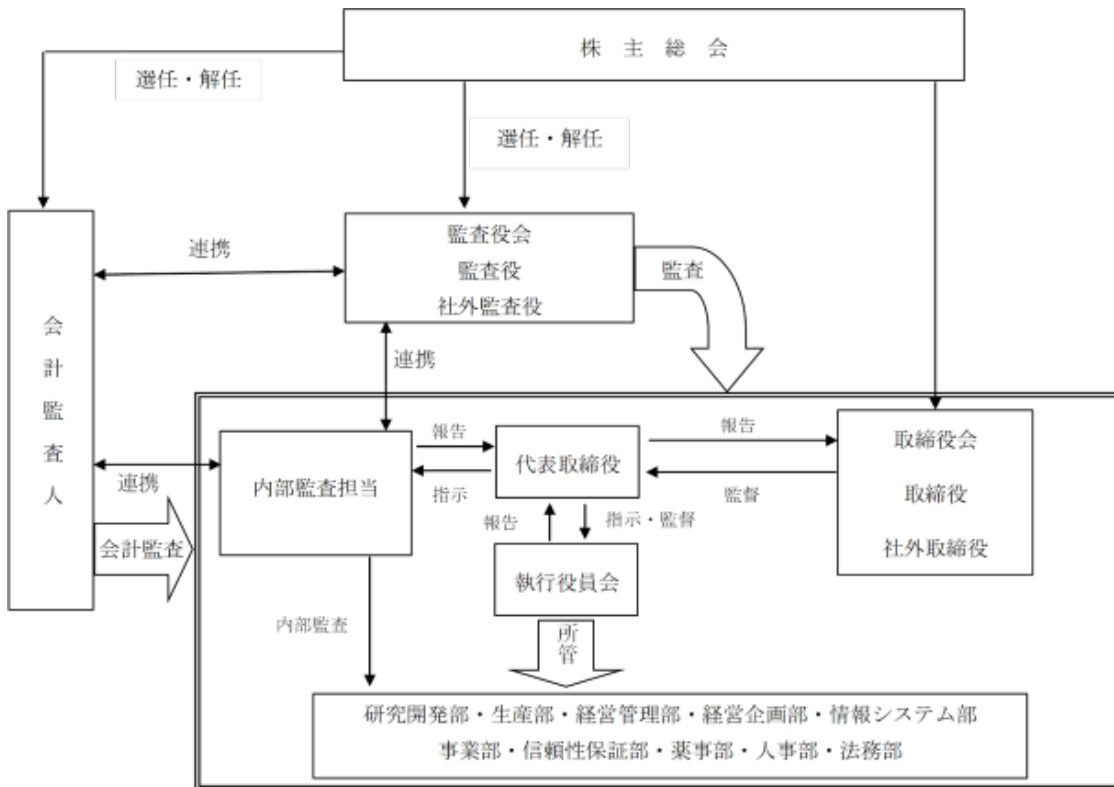 株主総会
選任・解任
選任・解任
監査役会
監査役
社外監査役
連携
監査
会計監査人
連携
報告
代表取締役
報告
取締役会
取締役
社外取締役
内部監査担当
指示
監督
連携
会計監査
報告
指示・監督
執行役員会
内部監査
所管
研究開発部・生産部・経営管理部・経営企画部・情報システム部
事業部・信頼性保証部・薬事部・人事部・法務部